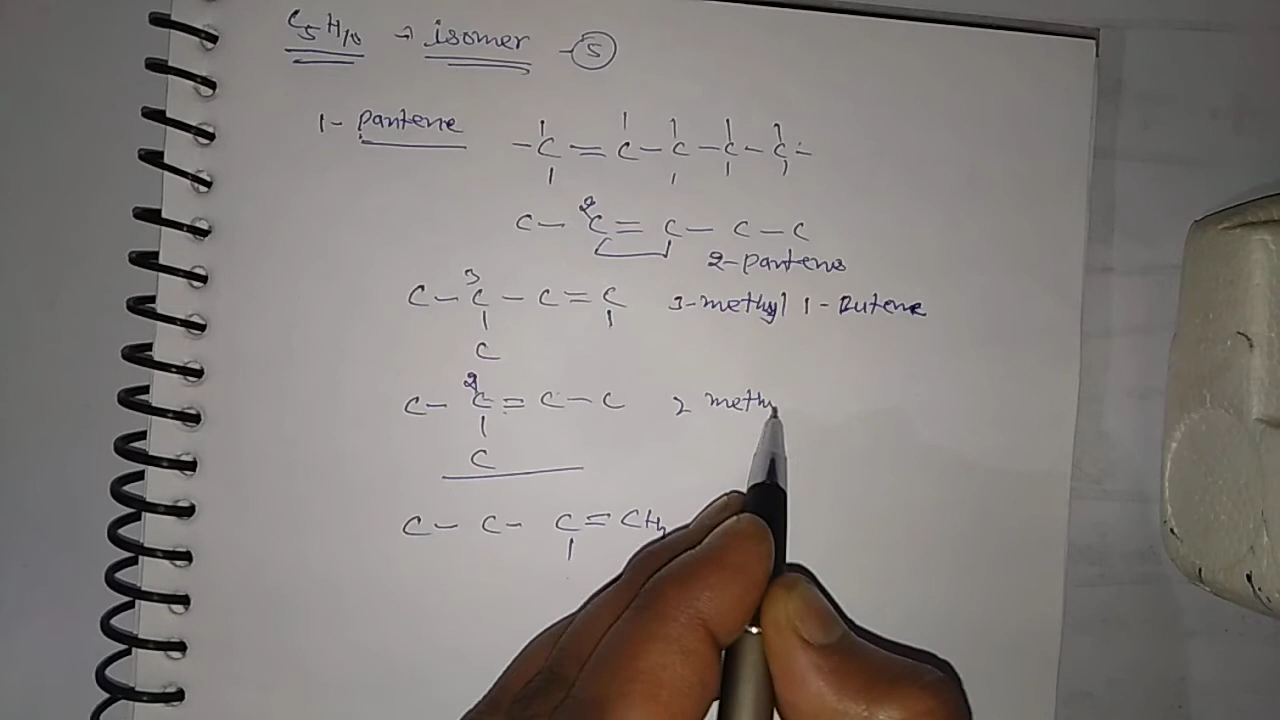 C5H10 → isomer - 5
1- pantene -C=C-C-C-C-
C- 2C=C-C-C
2-pantene
C-3C-C=C 3-methyl 1-Butene
C
C-2C=C-C 2 methy
C
C-C-C=CH2